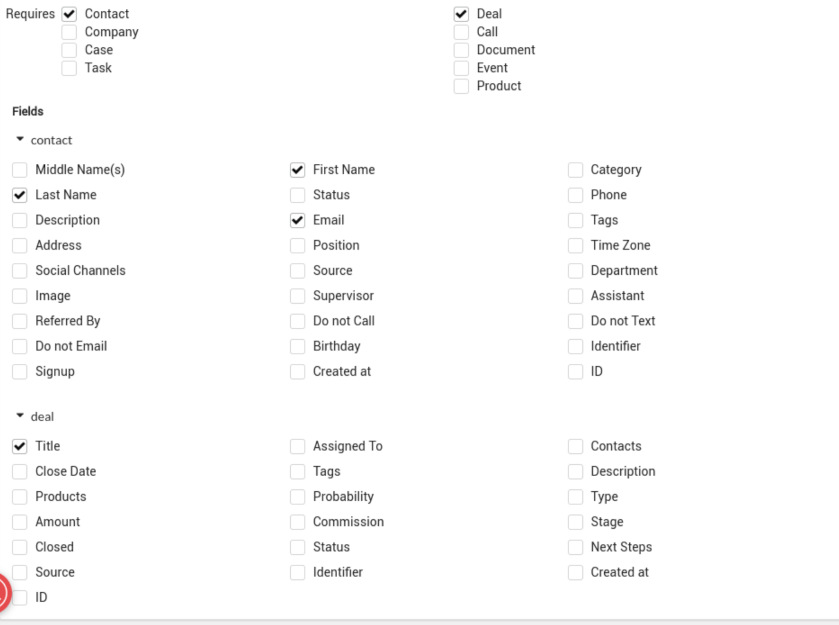 Requires Contact Deal
Company Call
Case Document
Task Event
Product
Fields
contact
Middle Name(s) First Name Category
Last Name Status Phone
Description Email Tags
Address Position Time Zone
Social Channels Source Department
Image Supervisor Assistant
Referred By Do not Call Do not Text
Do not Email Birthday Identifier
Signup Created at ID
deal
Title Assigned To Contacts
Close Date Tags Description
Products Probability Type
Amount Commission Stage
Closed Status Next Steps
Source Identifier Created at
ID